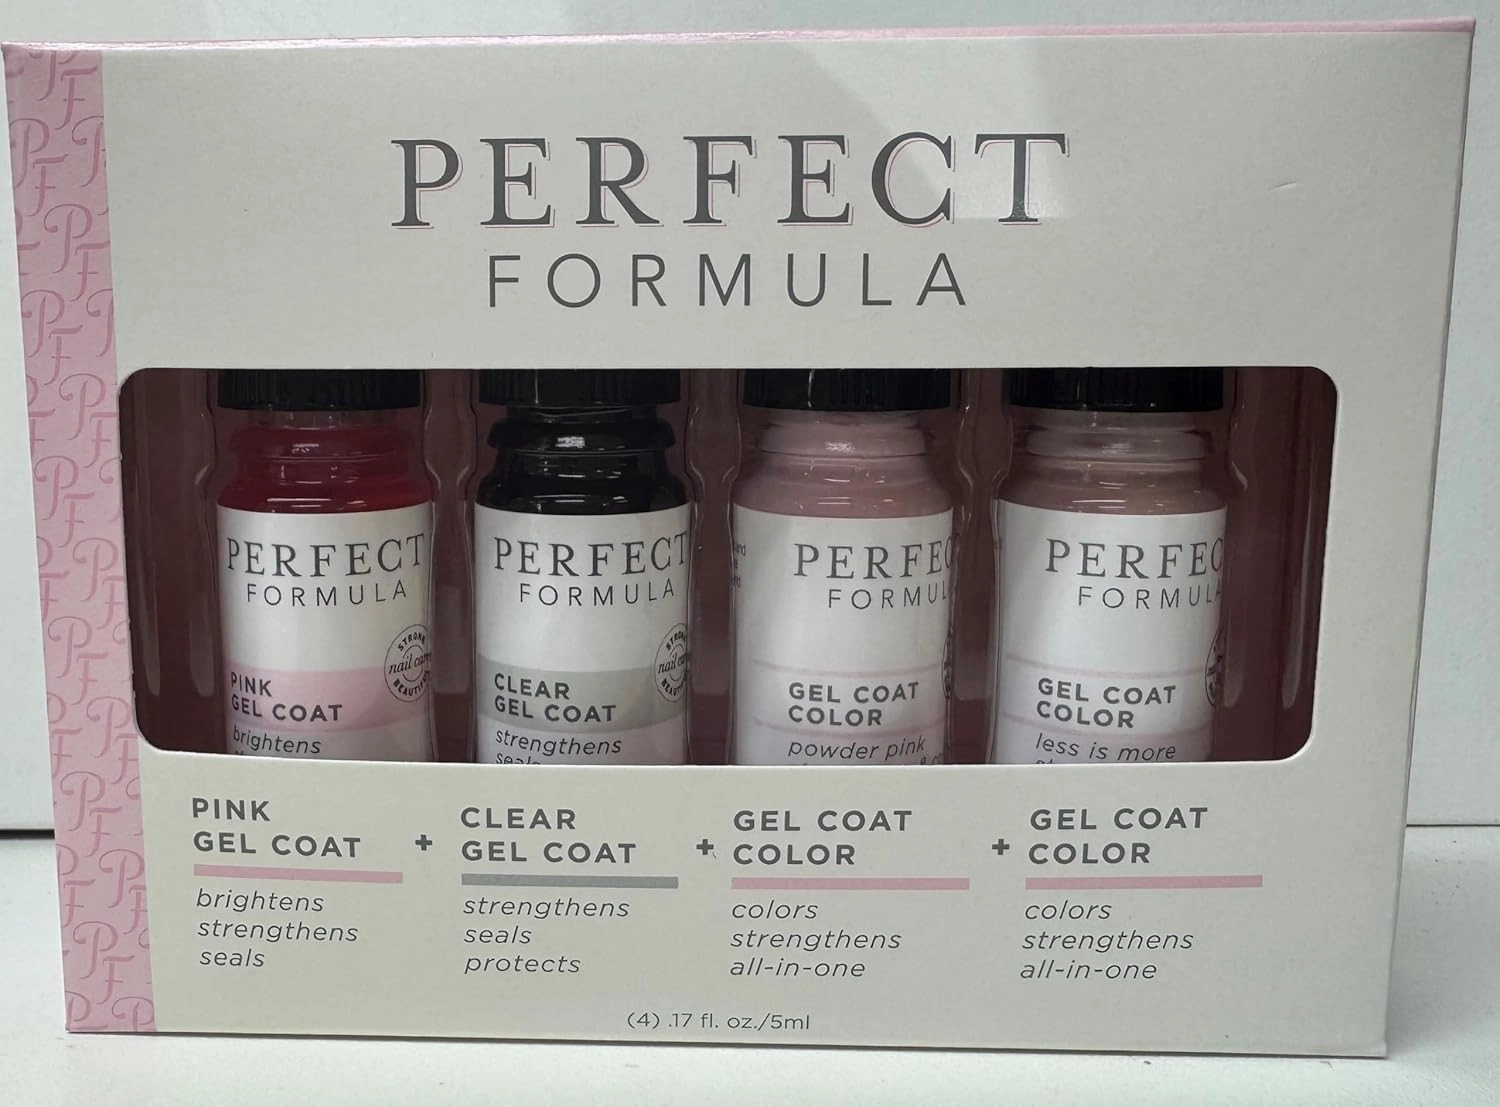 PERFECT
FORMULA
PERFECT
FORMULA
STRONG
nail
PINK
GEL COAT
brightens
PERFECT
FORMULA
nail
CLEAR
GEL COAT
strengthens
PERFEC
FORMUL
GEL COAT
COLOR
powder pink
PERFEC
FORMULA
GEL COAT
COLOR
less is more
PINK
GEL COAT
brightens
strengthens
seals
+
CLEAR
GEL COAT
strengthens
seals
protects
+
GEL COAT
COLOR
colors
strengthens
all-in-one
+
GEL COAT
COLOR
colors
strengthens
all-in-one
(4) .17 fl. oz./5ml